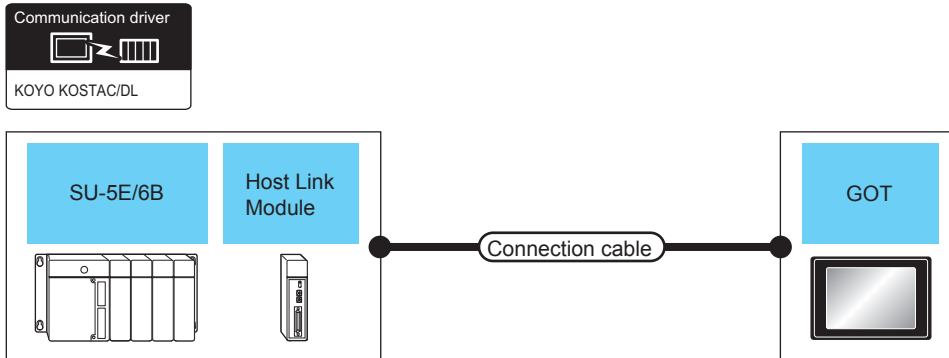 Communication driver
KOYO KOSTAC/DL
SU-5E/6B
Host Link
Module
Connection cable
GOT